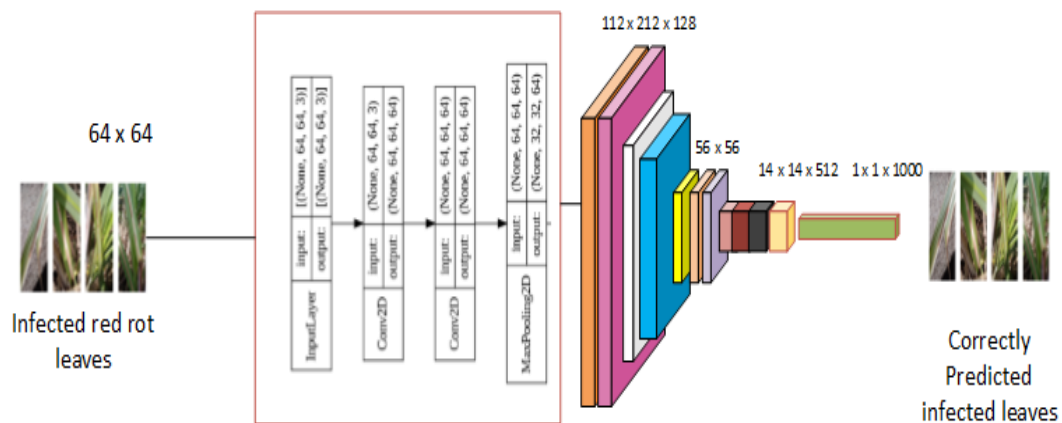 64 x 64
Infected red rot
leaves
InputLayer
input:
output:
[(None, 64, 64, 3)]
[(None, 64, 64, 3)]
Conv2D
input:
output:
(None, 64, 64, 3)
(None, 64, 64, 64)
Conv2D
input:
output:
(None, 64, 64, 64)
(None, 64, 64, 64)
MaxPooling2D
input:
output:
(None, 64, 64, 64)
(None, 32, 32, 64)
112 x 212 x 128
56 x 56
14 x 14 x 512
1 x 1 x 1000
Correctly
Predicted
infected leaves